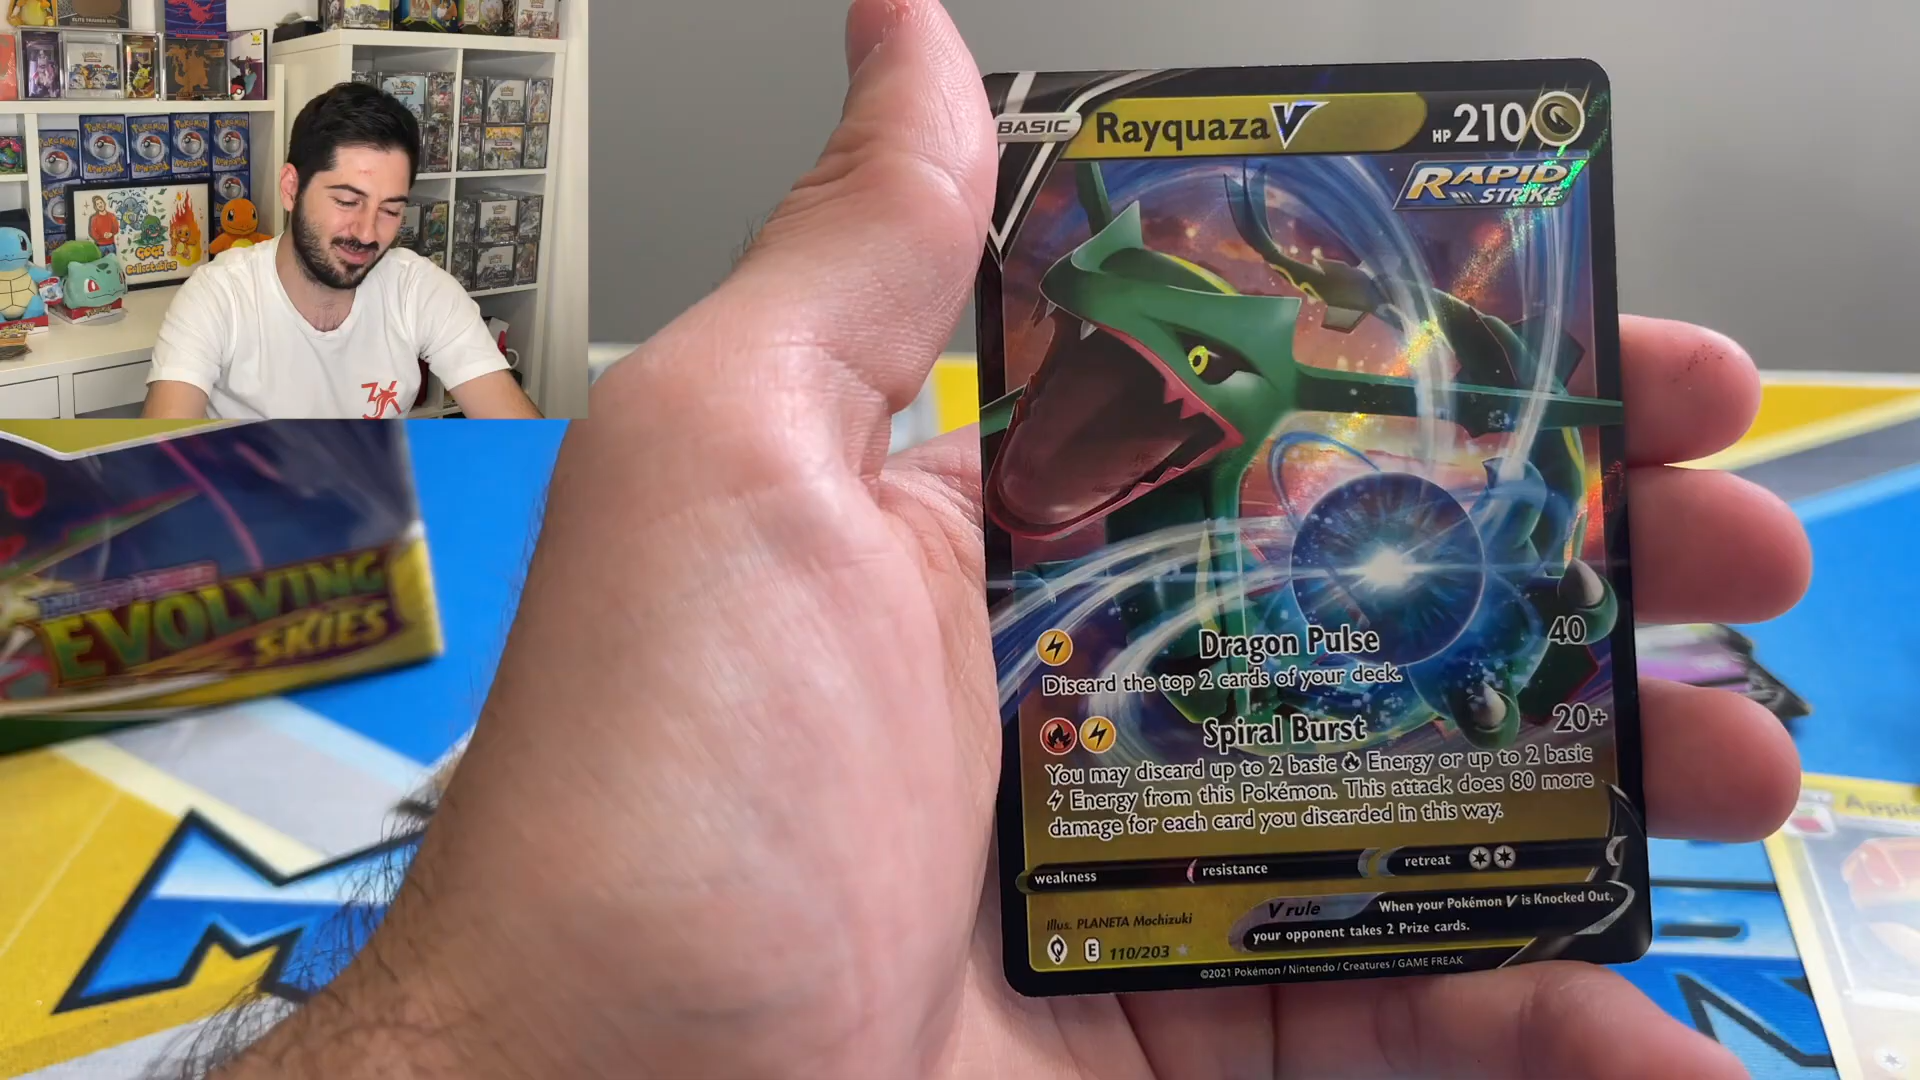 BASIC
Rayquaza V
HP 210
RAPID
STRIKE
Dragon Pulse 40
Discard the top 2 cards of your deck.
Spiral Burst 20+
You may discard up to 2 basic Energy or up to 2 basic
Energy from this Pokémon. This attack does 80 more
damage for each card you discarded in this way.
weakness resistance retreat
V rule When your Pokémon V is Knocked Out,
your opponent takes 2 Prize cards.
Illus. PLANETA Mochizuki
E 110/203
©2021 Pokémon / Nintendo / Creatures / GAME FREAK
EVOLVING
SKIES
GOGE
Collectables